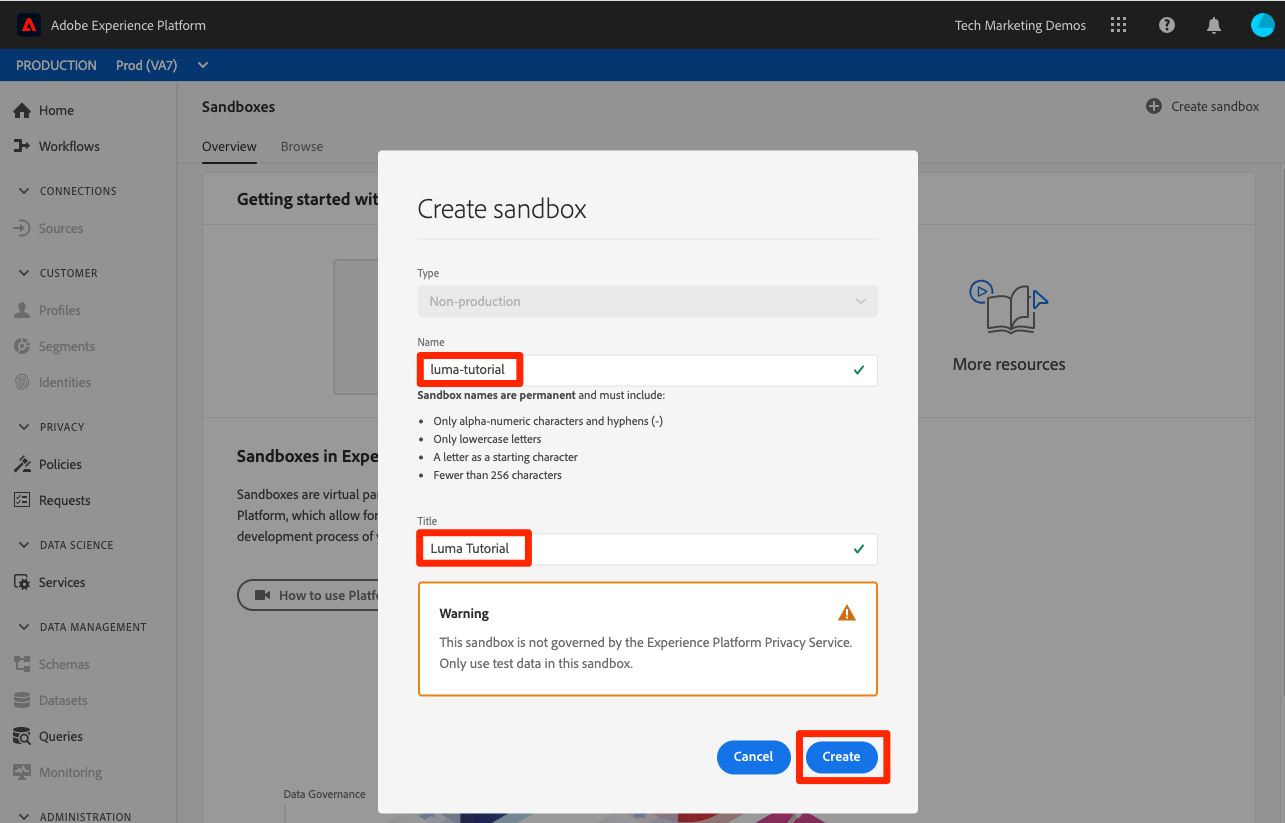 Adobe Experience Platform
Tech Marketing Demos
PRODUCTION Prod (VA7)
Home
Workflows
CONNECTIONS
Sources
CUSTOMER
Profiles
Segments
Identities
PRIVACY
Policies
Requests
DATA SCIENCE
Services
DATA MANAGEMENT
Schemas
Datasets
Queries
Monitoring
ADMINISTRATION
Sandboxes
Create sandbox
Overview Browse
Getting started wit
More resources
Sandboxes in Expe
Sandboxes are virtual pa
Platform, which allow for
development process of
How to use Platf
Data Governance
Create sandbox
Type
Non-production
Name
luma-tutorial
Sandbox names are permanent and must include:
• Only alpha-numeric characters and hyphens (-)
• Only lowercase letters
• A letter as a starting character
• Fewer than 256 characters
Title
Luma Tutorial
Warning
This sandbox is not governed by the Experience Platform Privacy Service.
Only use test data in this sandbox.
Cancel Create